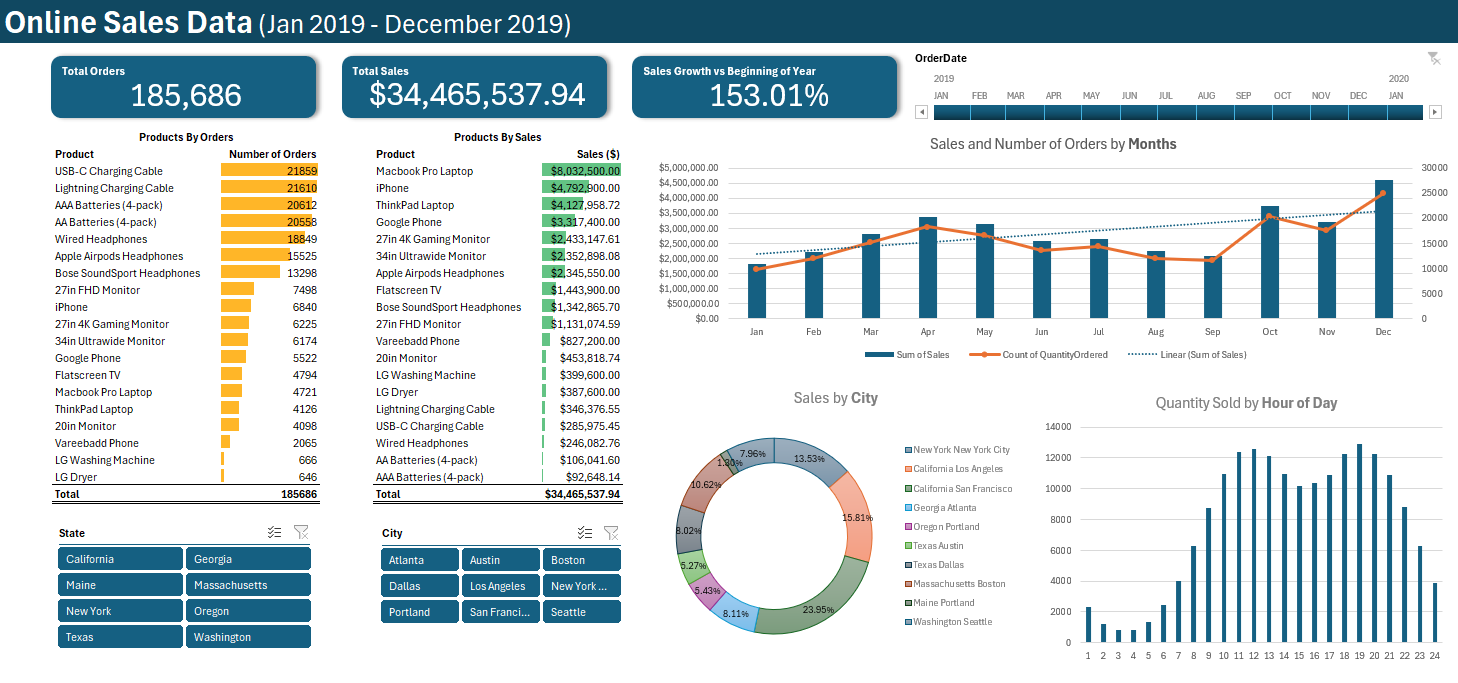 Online Sales Data (Jan 2019 - December 2019)
Total Orders
185,686
Total Sales
$34,465,537.94
Sales Growth vs Beginning of Year
153.01%
OrderDate
2019 2020
JAN FEB MAR APR MAY JUN JUL AUG SEP OCT NOV DEC JAN
Products By Orders
Product Number of Orders
USB-C Charging Cable 21859
Lightning Charging Cable 21610
AAA Batteries (4-pack) 20612
AA Batteries (4-pack) 20558
Wired Headphones 18849
Apple Airpods Headphones 15525
Bose SoundSport Headphones 13298
27in FHD Monitor 7498
iPhone 6840
27in 4K Gaming Monitor 6225
34in Ultrawide Monitor 6174
Google Phone 5522
Flatscreen TV 4794
Macbook Pro Laptop 4721
ThinkPad Laptop 4126
20in Monitor 4098
Vareebadd Phone 2065
LG Washing Machine 666
LG Dryer 646
Total 185686
Products By Sales
Product Sales ($)
Macbook Pro Laptop $8,032,500.00
iPhone $4,792,900.00
ThinkPad Laptop $4,127,958.72
Google Phone $3,317,400.00
27in 4K Gaming Monitor $2,433,147.61
34in Ultrawide Monitor $2,352,898.08
Apple Airpods Headphones $2,345,550.00
Flatscreen TV $1,443,900.00
Bose SoundSport Headphones $1,342,865.70
27in FHD Monitor $1,131,074.59
Vareebadd Phone $827,200.00
20in Monitor $453,818.74
LG Washing Machine $399,600.00
LG Dryer $387,600.00
Lightning Charging Cable $346,376.55
USB-C Charging Cable $285,975.45
Wired Headphones $246,082.76
AA Batteries (4-pack) $106,041.60
AAA Batteries (4-pack) $92,648.14
Total $34,465,537.94
Sales and Number of Orders by Months
$5,000,000.00 30000
$4,500,000.00
$4,000,000.00 25000
$3,500,000.00
$3,000,000.00 20000
$2,500,000.00 15000
$2,000,000.00
$1,500,000.00 10000
$1,000,000.00
$500,000.00 5000
$0.00 0
Jan Feb Mar Apr May Jun Jul Aug Sep Oct Nov Dec
Sum of Sales Count of QuantityOrdered Linear (Sum of Sales)
Sales by City
7.96%
13.53%
1.30%
10.62%
15.81%
8.02%
5.27%
5.43%
8.11%
23.95%
New York New York City
California Los Angeles
California San Francisco
Georgia Atlanta
Oregon Portland
Texas Austin
Texas Dallas
Massachusetts Boston
Maine Portland
Washington Seattle
Quantity Sold by Hour of Day
14000
12000
10000
8000
6000
4000
2000
0
1 2 3 4 5 6 7 8 9 10 11 12 13 14 15 16 17 18 19 20 21 22 23 24
State
California Georgia
Maine Massachusetts
New York Oregon
Texas Washington
City
Atlanta Austin Boston
Dallas Los Angeles New York ...
Portland San Franci... Seattle